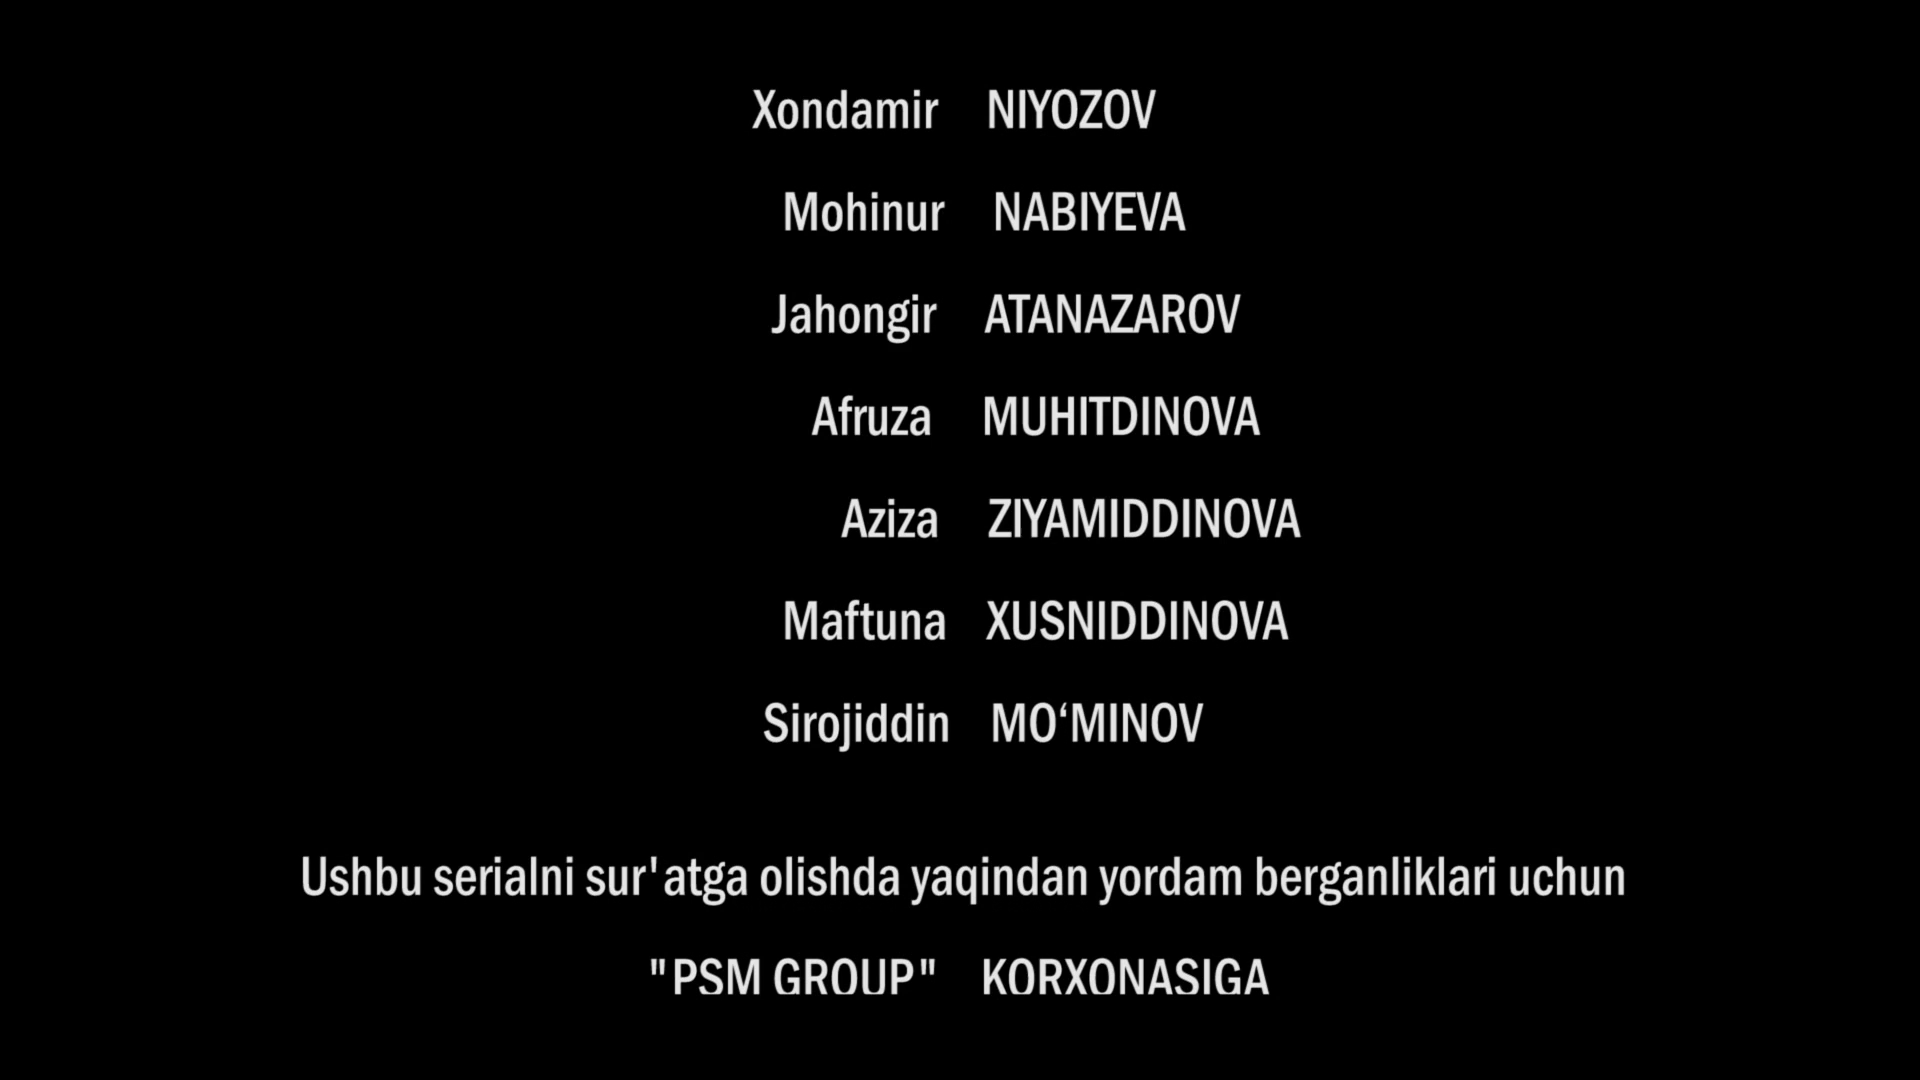 Xondamir NIYOZOV
Mohinur NABIYEVA
Jahongir ATANAZAROV
Afruza MUHITDINOVA
Aziza ZIYAMIDDINOVA
Maftuna XUSNIDDINOVA
Sirojiddin MO‘MINOV
Ushbu serialni sur'atga olishda yaqindan yordam berganliklari uchun
"PSM GROUP" KORXONASIGA